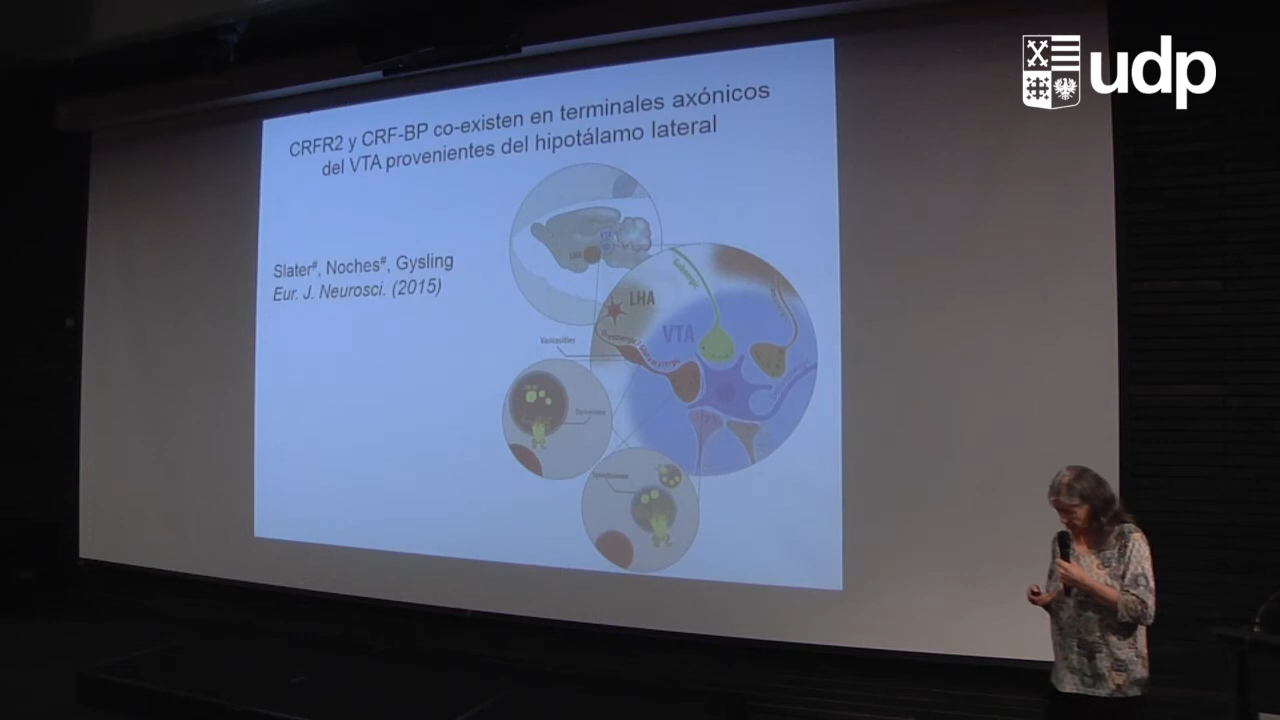 udp
CRFR2 y CRF-BP co-existen en terminales axónicos
del VTA provenientes del hipotálamo lateral
Slater#, Noches#, Gysling
Eur. J. Neurosci. (2015)
LHA
VTA
Varicosities